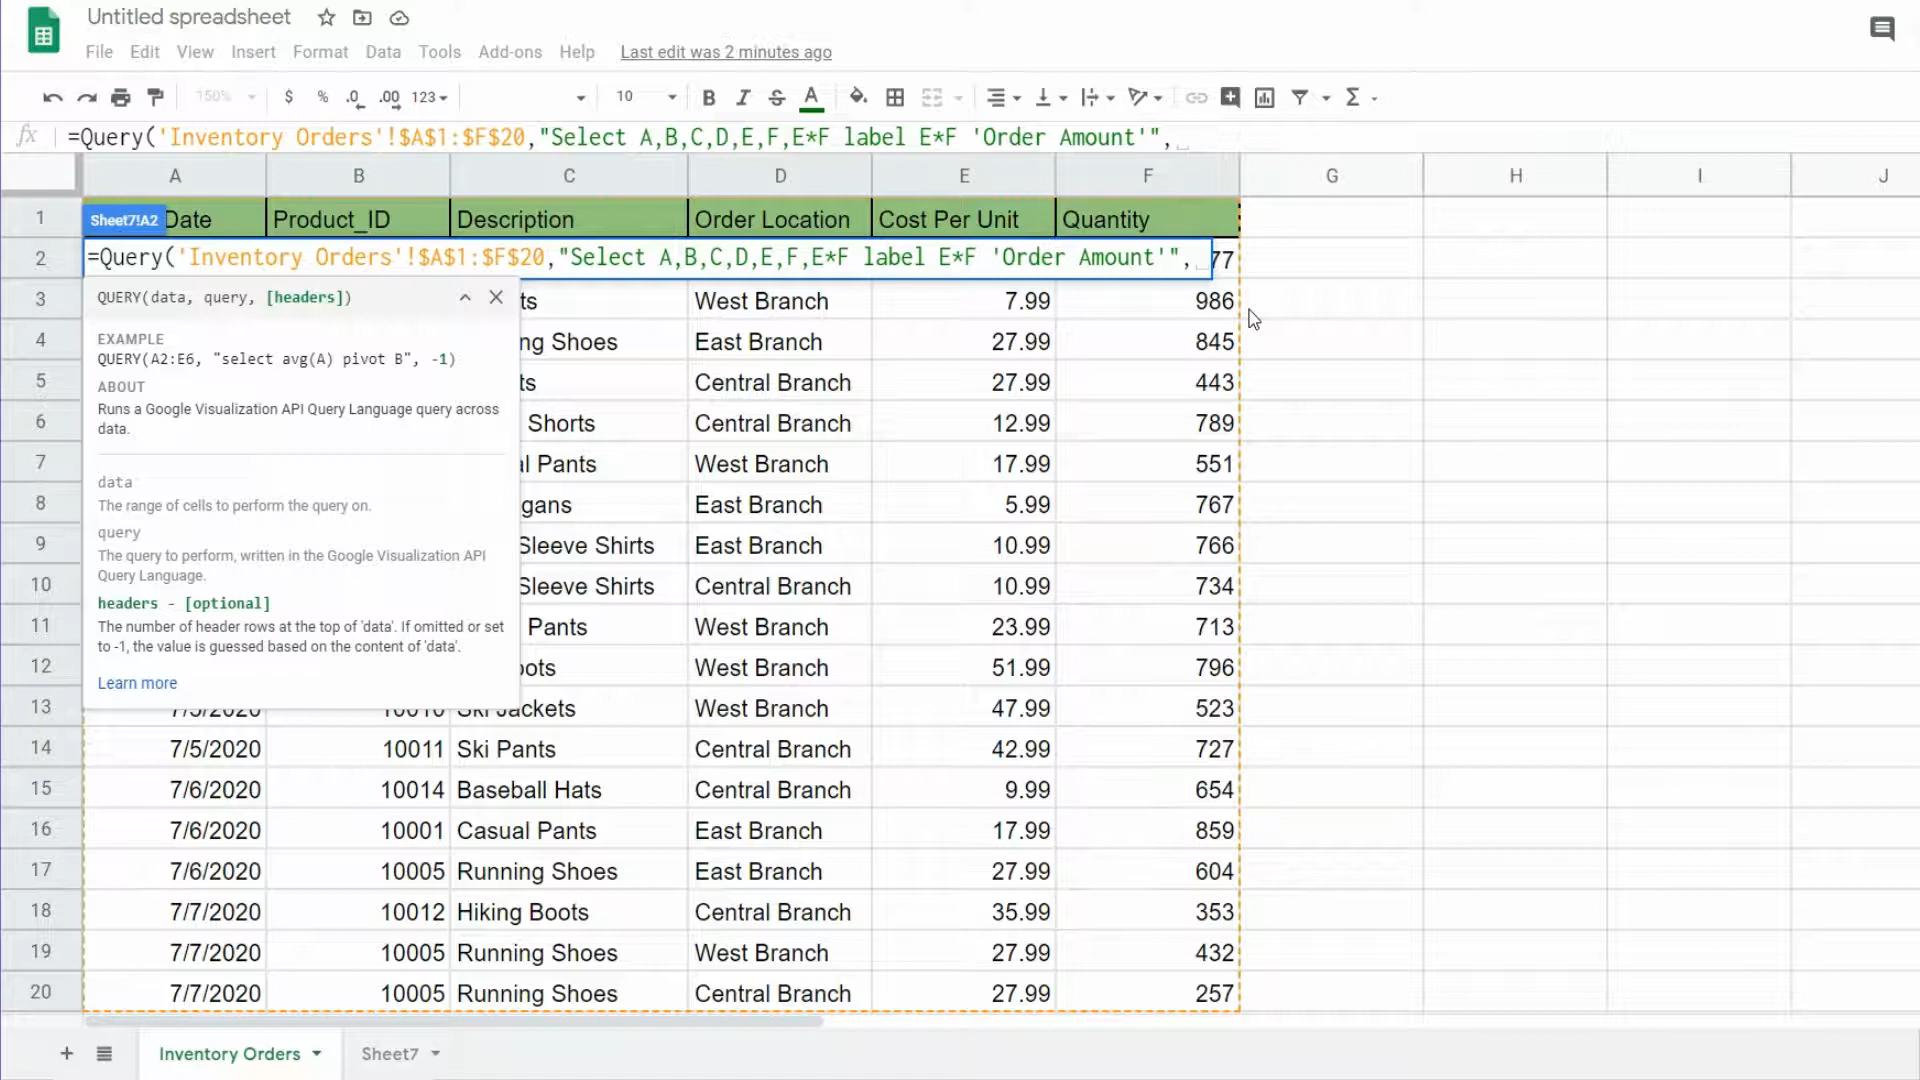 Untitled spreadsheet
File Edit View Insert Format Data Tools Add-ons Help Last edit was 2 minutes ago
150% $ % .0 .00 123 10 B I S A
fx =Query('Inventory Orders'!$A$1:$F$20,"Select A,B,C,D,E,F,E*F label E*F 'Order Amount'",
A B C D E F G H I J
1 Sheet7!A2 Date Product_ID Description Order Location Cost Per Unit Quantity
2 =Query('Inventory Orders'!$A$1:$F$20,"Select A,B,C,D,E,F,E*F label E*F 'Order Amount'", 77
QUERY(data, query, [headers])
EXAMPLE
QUERY(A2:E6, "select avg(A) pivot B", -1)
ABOUT
Runs a Google Visualization API Query Language query across
data.
data
The range of cells to perform the query on.
query
The query to perform, written in the Google Visualization API
Query Language.
headers - [optional]
The number of header rows at the top of 'data'. If omitted or set
to -1, the value is guessed based on the content of 'data'.
Learn more
3 ts West Branch 7.99 986
4 ng Shoes East Branch 27.99 845
5 ts Central Branch 27.99 443
6 Shorts Central Branch 12.99 789
7 l Pants West Branch 17.99 551
8 gans East Branch 5.99 767
9 Sleeve Shirts East Branch 10.99 766
10 Sleeve Shirts Central Branch 10.99 734
11 Pants West Branch 23.99 713
12 oots West Branch 51.99 796
13 7/5/2020 10010 Ski Jackets West Branch 47.99 523
14 7/5/2020 10011 Ski Pants Central Branch 42.99 727
15 7/6/2020 10014 Baseball Hats Central Branch 9.99 654
16 7/6/2020 10001 Casual Pants East Branch 17.99 859
17 7/6/2020 10005 Running Shoes East Branch 27.99 604
18 7/7/2020 10012 Hiking Boots Central Branch 35.99 353
19 7/7/2020 10005 Running Shoes West Branch 27.99 432
20 7/7/2020 10005 Running Shoes Central Branch 27.99 257
Inventory Orders Sheet7